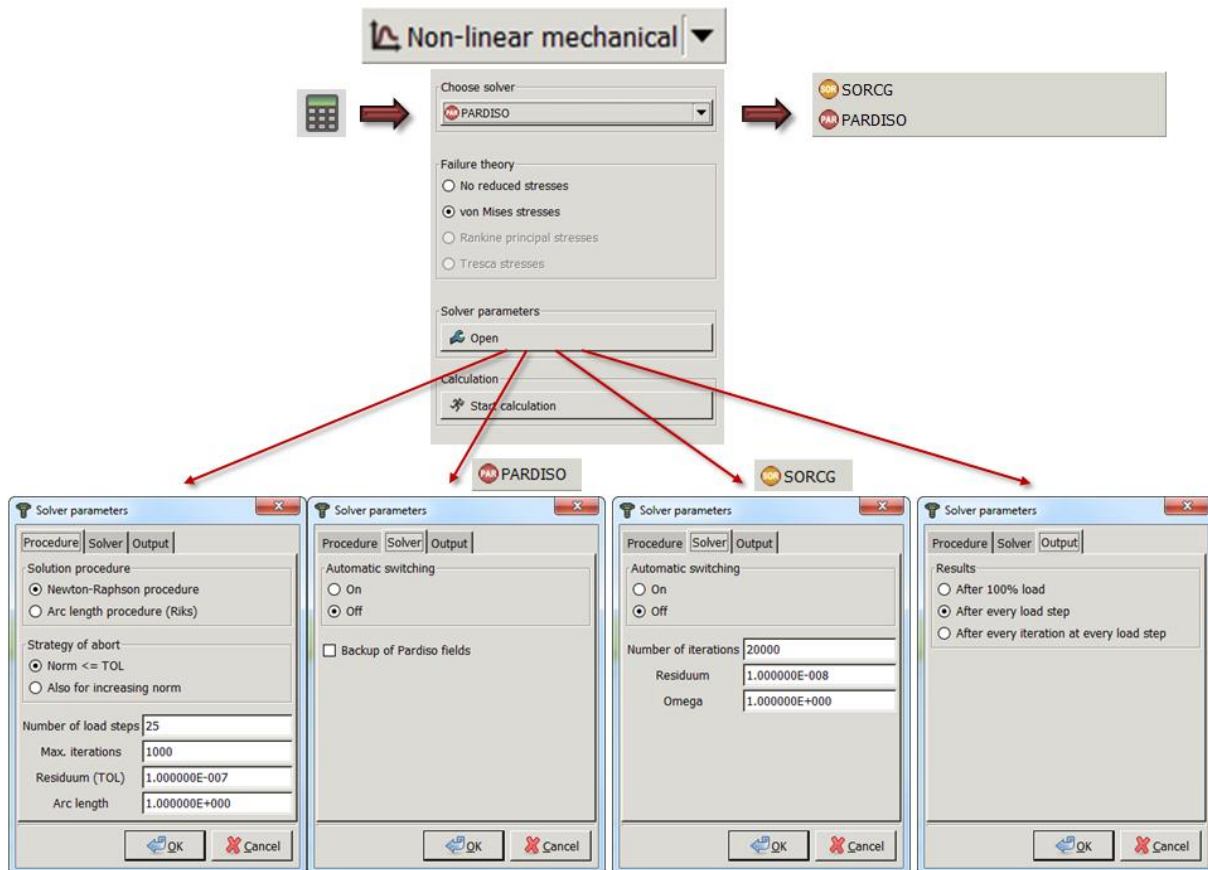 Non-linear mechanical
Choose solver
PAR PARDISO
SOR SORCG
PAR PARDISO
Failure theory
No reduced stresses
von Mises stresses
Rankine principal stresses
Tresca stresses
Solver parameters
Open
Calculation
Start calculation
PAR PARDISO
SOR SORCG
Solver parameters
Procedure Solver Output
Solution procedure
Newton-Raphson procedure
Arc length procedure (Riks)
Strategy of abort
Norm <= TOL
Also for increasing norm
Number of load steps 25
Max. iterations 1000
Residuum (TOL) 1.000000E-007
Arc length 1.000000E+000
OK Cancel
Solver parameters
Procedure Solver Output
Automatic switching
On
Off
Backup of Pardiso fields
OK Cancel
Solver parameters
Procedure Solver Output
Automatic switching
On
Off
Number of iterations 20000
Residuum 1.000000E-008
Omega 1.000000E+000
OK Cancel
Solver parameters
Procedure Solver Output
Results
After 100% load
After every load step
After every iteration at every load step
OK Cancel